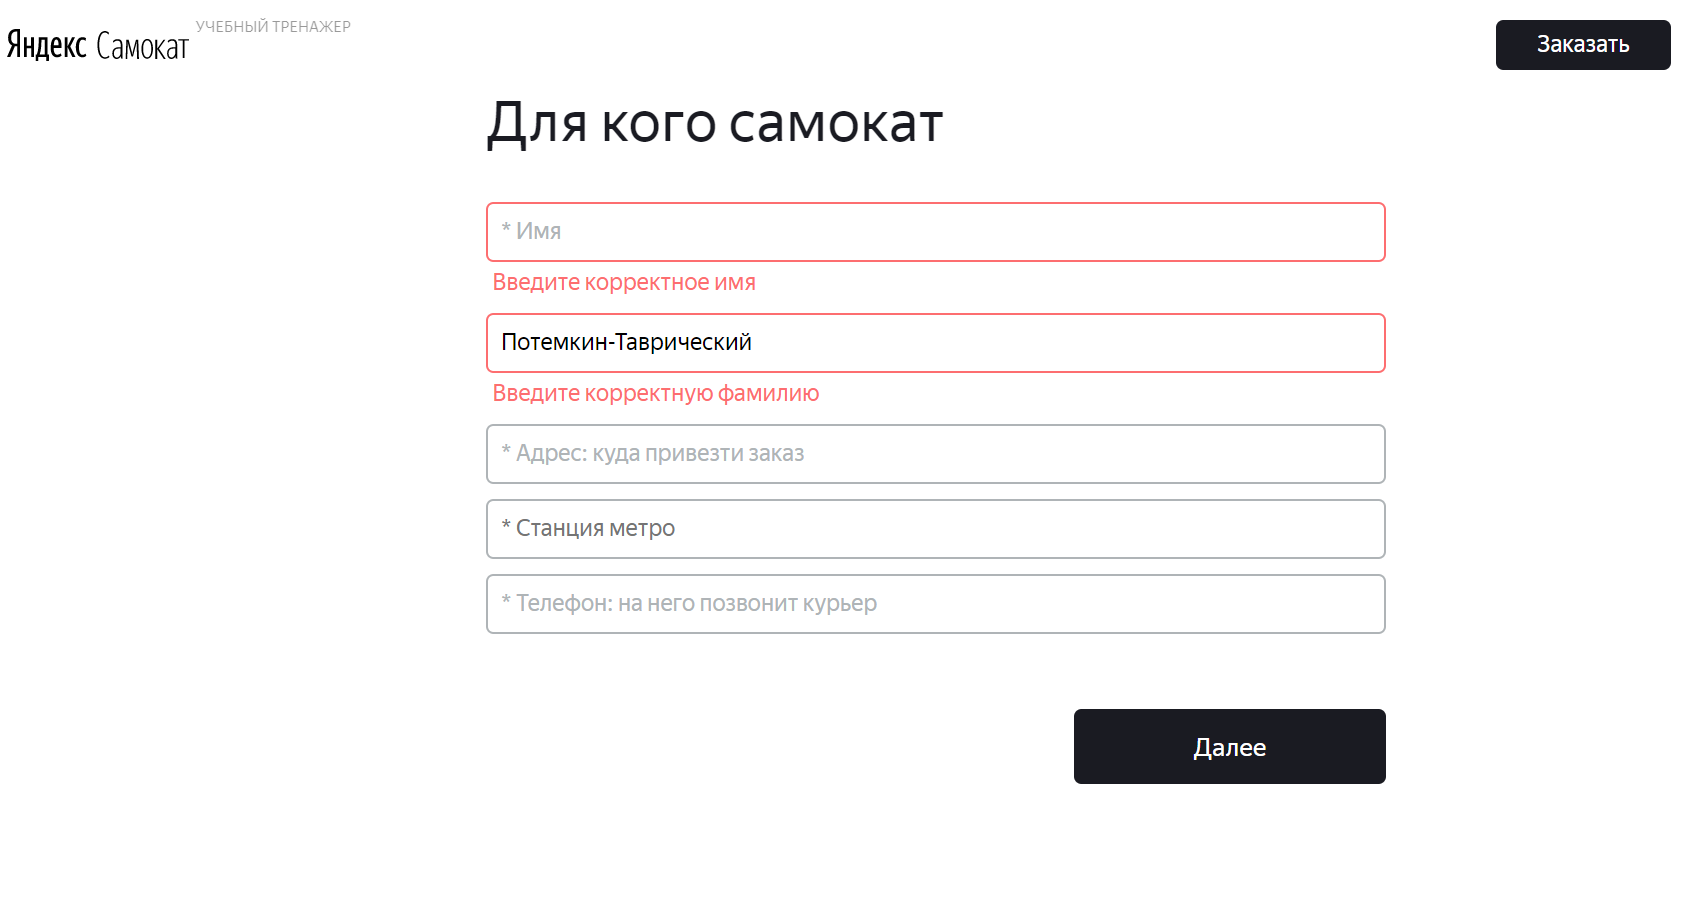 Яндекс Самокат
УЧЕБНЫЙ ТРЕНАЖЕР
Заказать
Для кого самокат
* Имя
Введите корректное имя
Потемкин-Таврический
Введите корректную фамилию
* Адрес: куда привезти заказ
* Станция метро
* Телефон: на него позвонит курьер
Далее